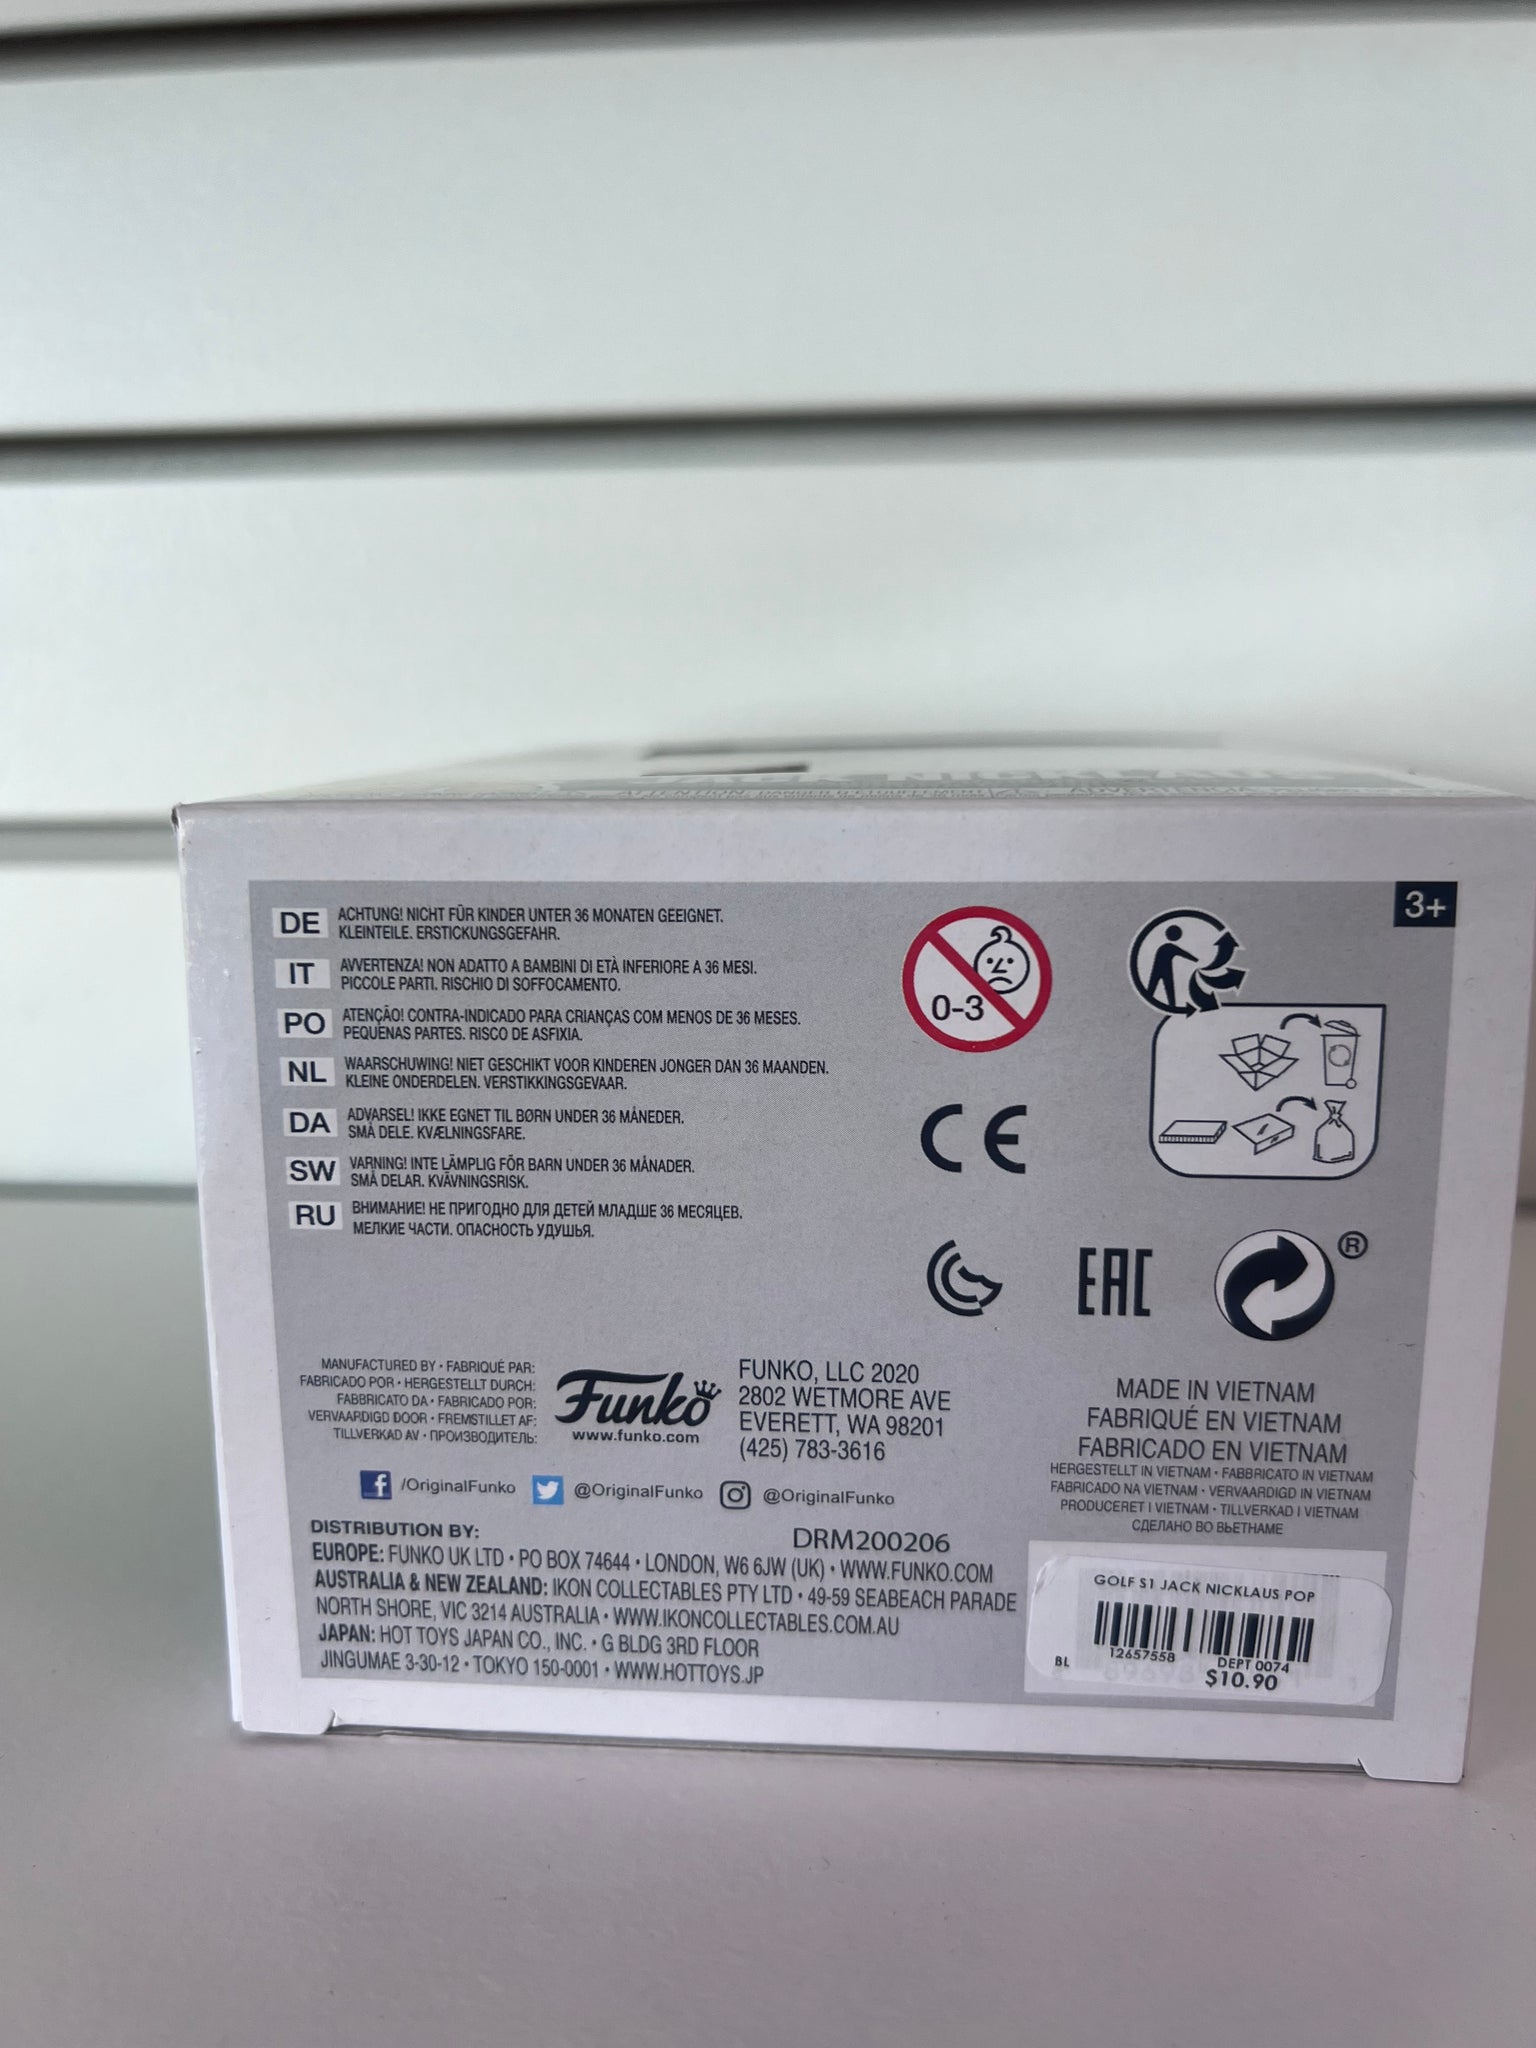 3+
DE ACHTUNG! NICHT FÜR KINDER UNTER 36 MONATEN GEEIGNET.
KLEINTEILE. ERSTICKUNGSGEFAHR.
IT AVVERTENZA! NON ADATTO A BAMBINI DI ETÀ INFERIORE A 36 MESI.
PICCOLE PARTI. RISCHIO DI SOFFOCAMENTO.
PO ATENÇÃO! CONTRA-INDICADO PARA CRIANÇAS COM MENOS DE 36 MESES.
PEQUENAS PARTES. RISCO DE ASFIXIA.
NL WAARSCHUWING! NIET GESCHIKT VOOR KINDEREN JONGER DAN 36 MAANDEN.
KLEINE ONDERDELEN. VERSTIKKINGSGEVAAR.
DA ADVARSEL! IKKE EGNET TIL BØRN UNDER 36 MÅNEDER.
SMÅ DELE. KVÆLNINGSFARE.
SW VARNING! INTE LÄMPLIG FÖR BARN UNDER 36 MÅNADER.
SMÅ DELAR. KVÄVNINGSRISK.
RU ВНИМАНИЕ! НЕ ПРИГОДНО ДЛЯ ДЕТЕЙ МЛАДШЕ 36 МЕСЯЦЕВ.
МЕЛКИЕ ЧАСТИ. ОПАСНОСТЬ УДУШЬЯ.
0-3
CE
EAC
®
MANUFACTURED BY • FABRIQUÉ PAR:
FABRICADO POR • HERGESTELLT DURCH:
FABBRICATO DA • FABRICADO POR:
VERVAARDIGD DOOR • FREMSTILLET AF:
TILLVERKAD AV • ПРОИЗВОДИТЕЛЬ:
Funko
www.funko.com
FUNKO, LLC 2020
2802 WETMORE AVE
EVERETT, WA 98201
(425) 783-3616
/OriginalFunko @OriginalFunko @OriginalFunko
MADE IN VIETNAM
FABRIQUÉ EN VIETNAM
FABRICADO EN VIETNAM
HERGESTELLT IN VIETNAM • FABBRICATO IN VIETNAM
FABRICADO NA VIETNAM • VERVAARDIGD IN VIETNAM
PRODUCERET I VIETNAM • TILLVERKAD I VIETNAM
СДЕЛАНО ВО ВЬЕТНАМЕ
DISTRIBUTION BY:
DRM200206
EUROPE: FUNKO UK LTD • PO BOX 74644 • LONDON, W6 6JW (UK) • WWW.FUNKO.COM
AUSTRALIA & NEW ZEALAND: IKON COLLECTABLES PTY LTD • 49-59 SEABEACH PARADE
NORTH SHORE, VIC 3214 AUSTRALIA • WWW.IKONCOLLECTABLES.COM.AU
JAPAN: HOT TOYS JAPAN CO., INC. • G BLDG 3RD FLOOR
JINGUMAE 3-30-12 • TOKYO 150-0001 • WWW.HOTTOYS.JP
GOLF S1 JACK NICKLAUS POP
12657558
BL
DEPT 0074
$10.90